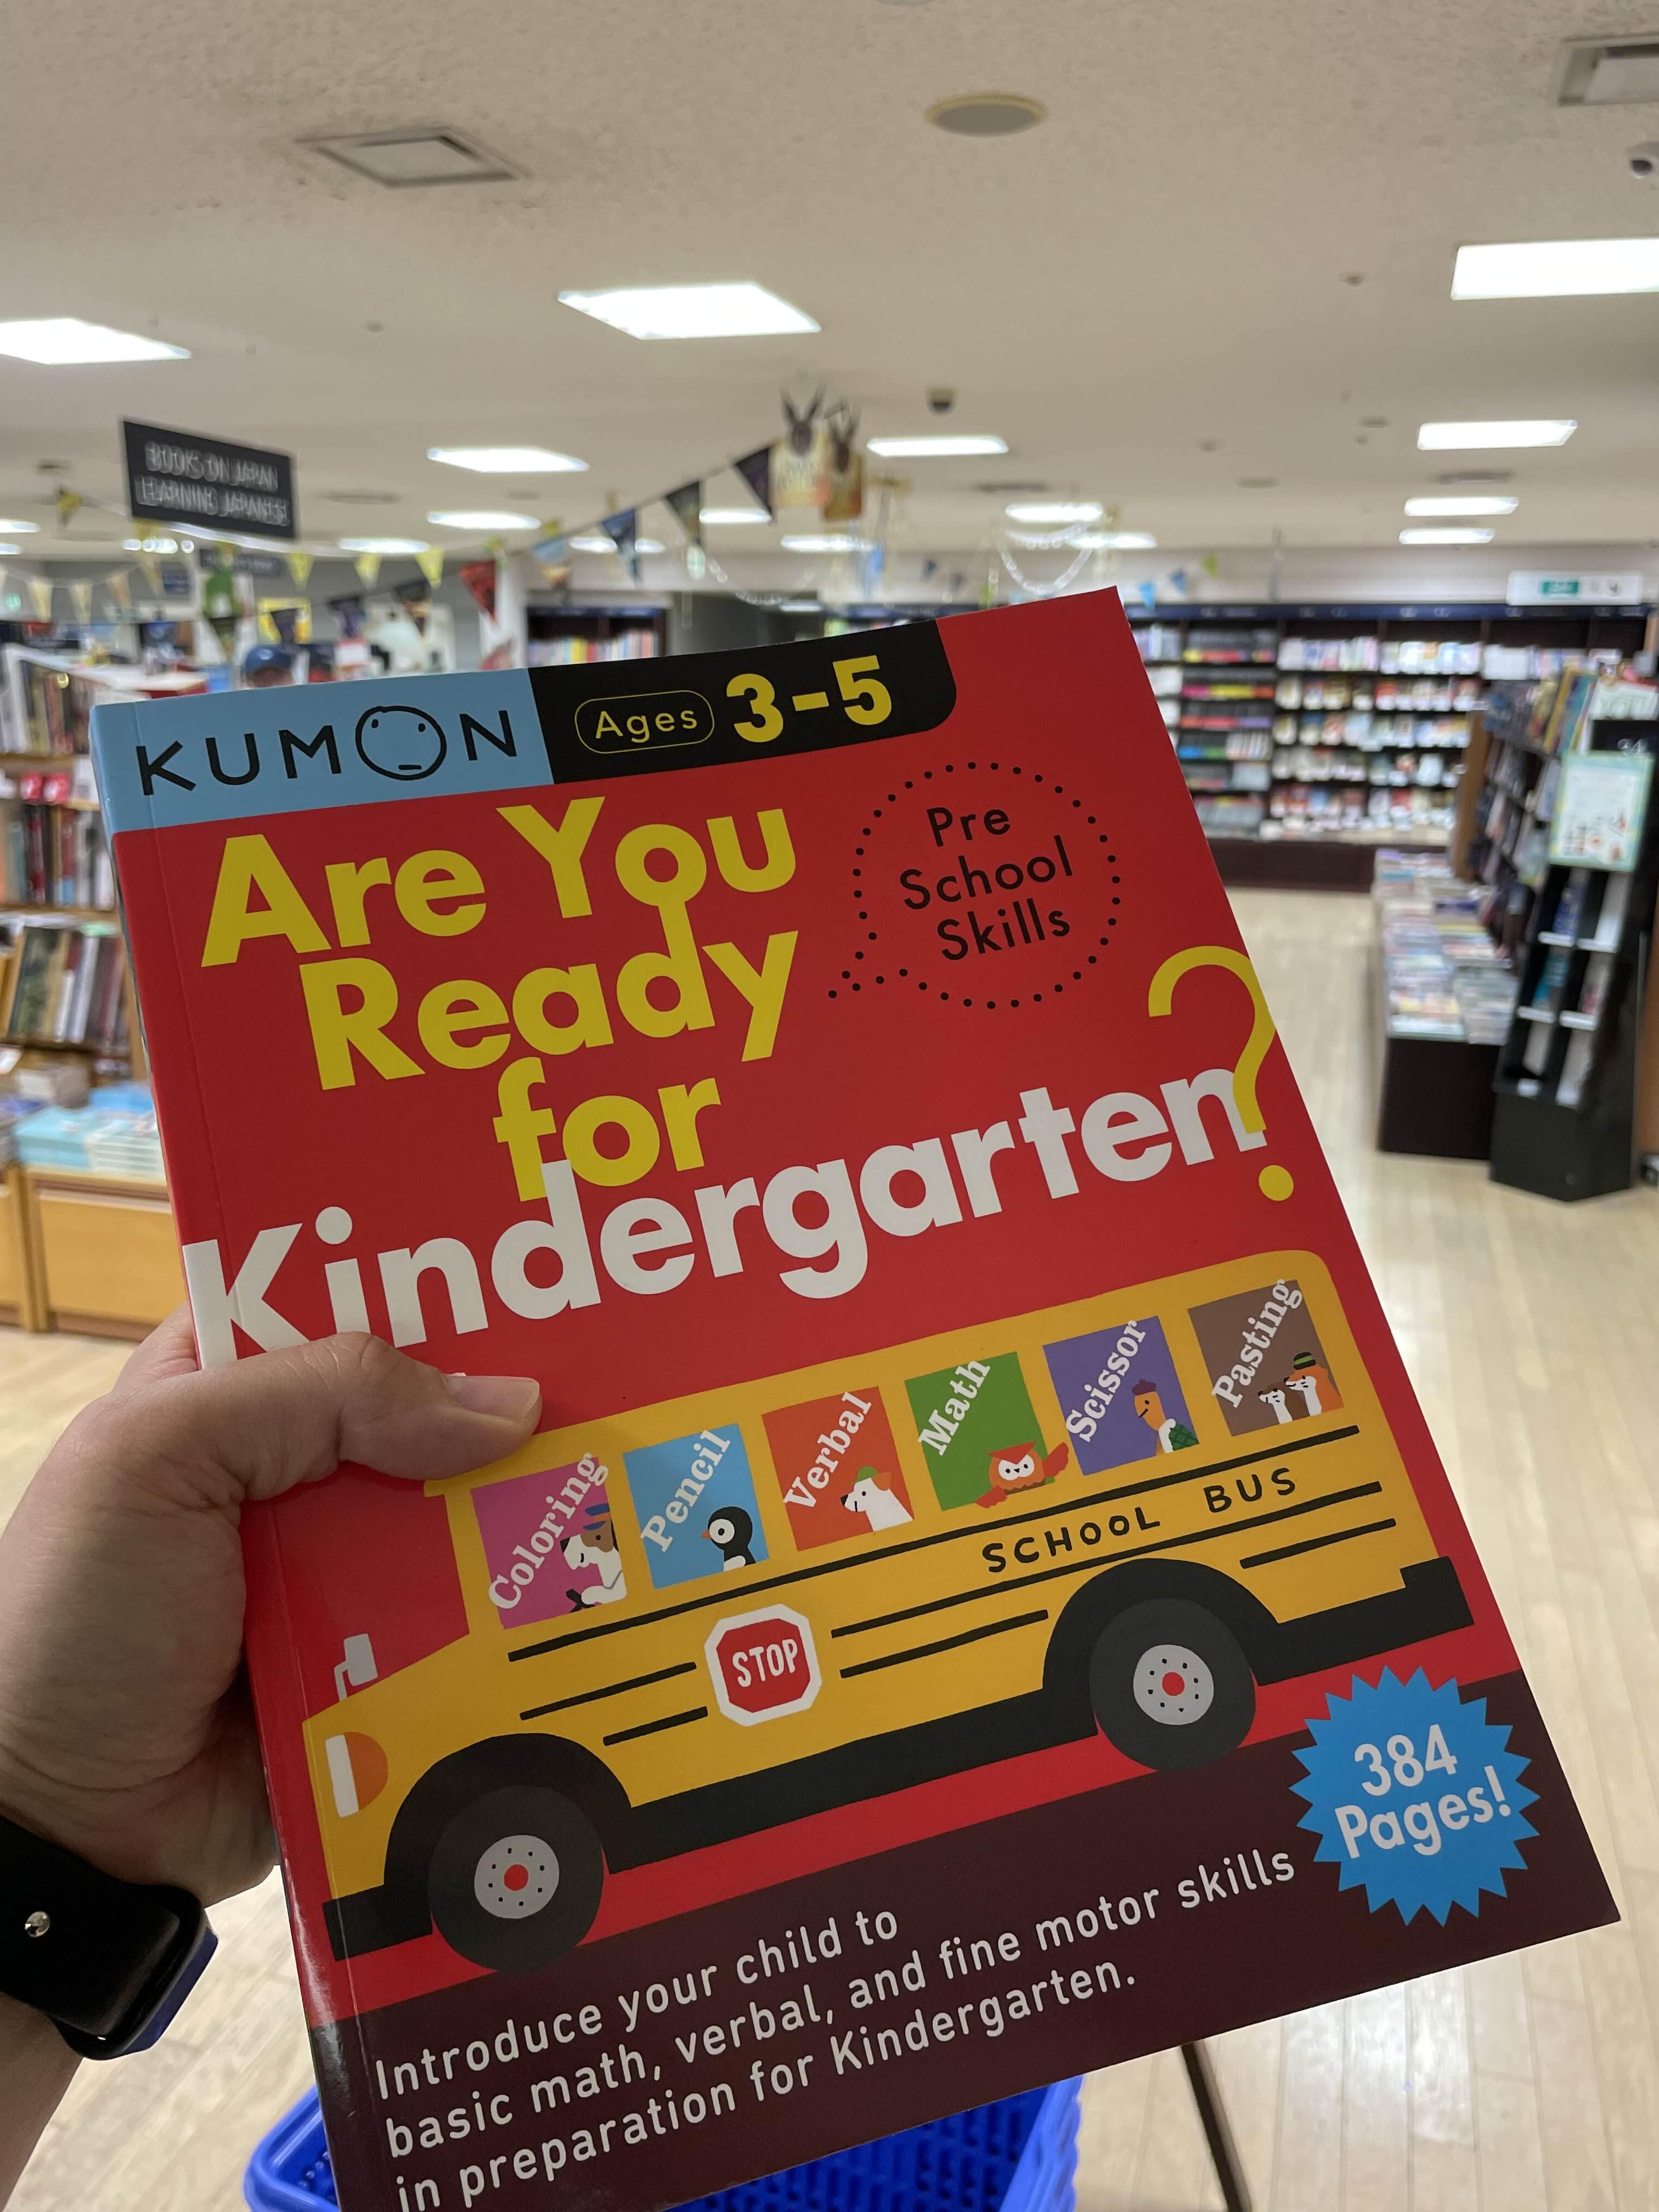 BOOKS ON JAPAN
LEARNING JAPANESE
KUMON
Ages 3-5
Are You
Ready
for
Kindergarten?
Pre
School
Skills
Coloring
Pencil
Verbal
Math
Scissor
Pasting
SCHOOL BUS
STOP
384
Pages!
Introduce your child to
basic math, verbal, and fine motor skills
in preparation for Kindergarten.